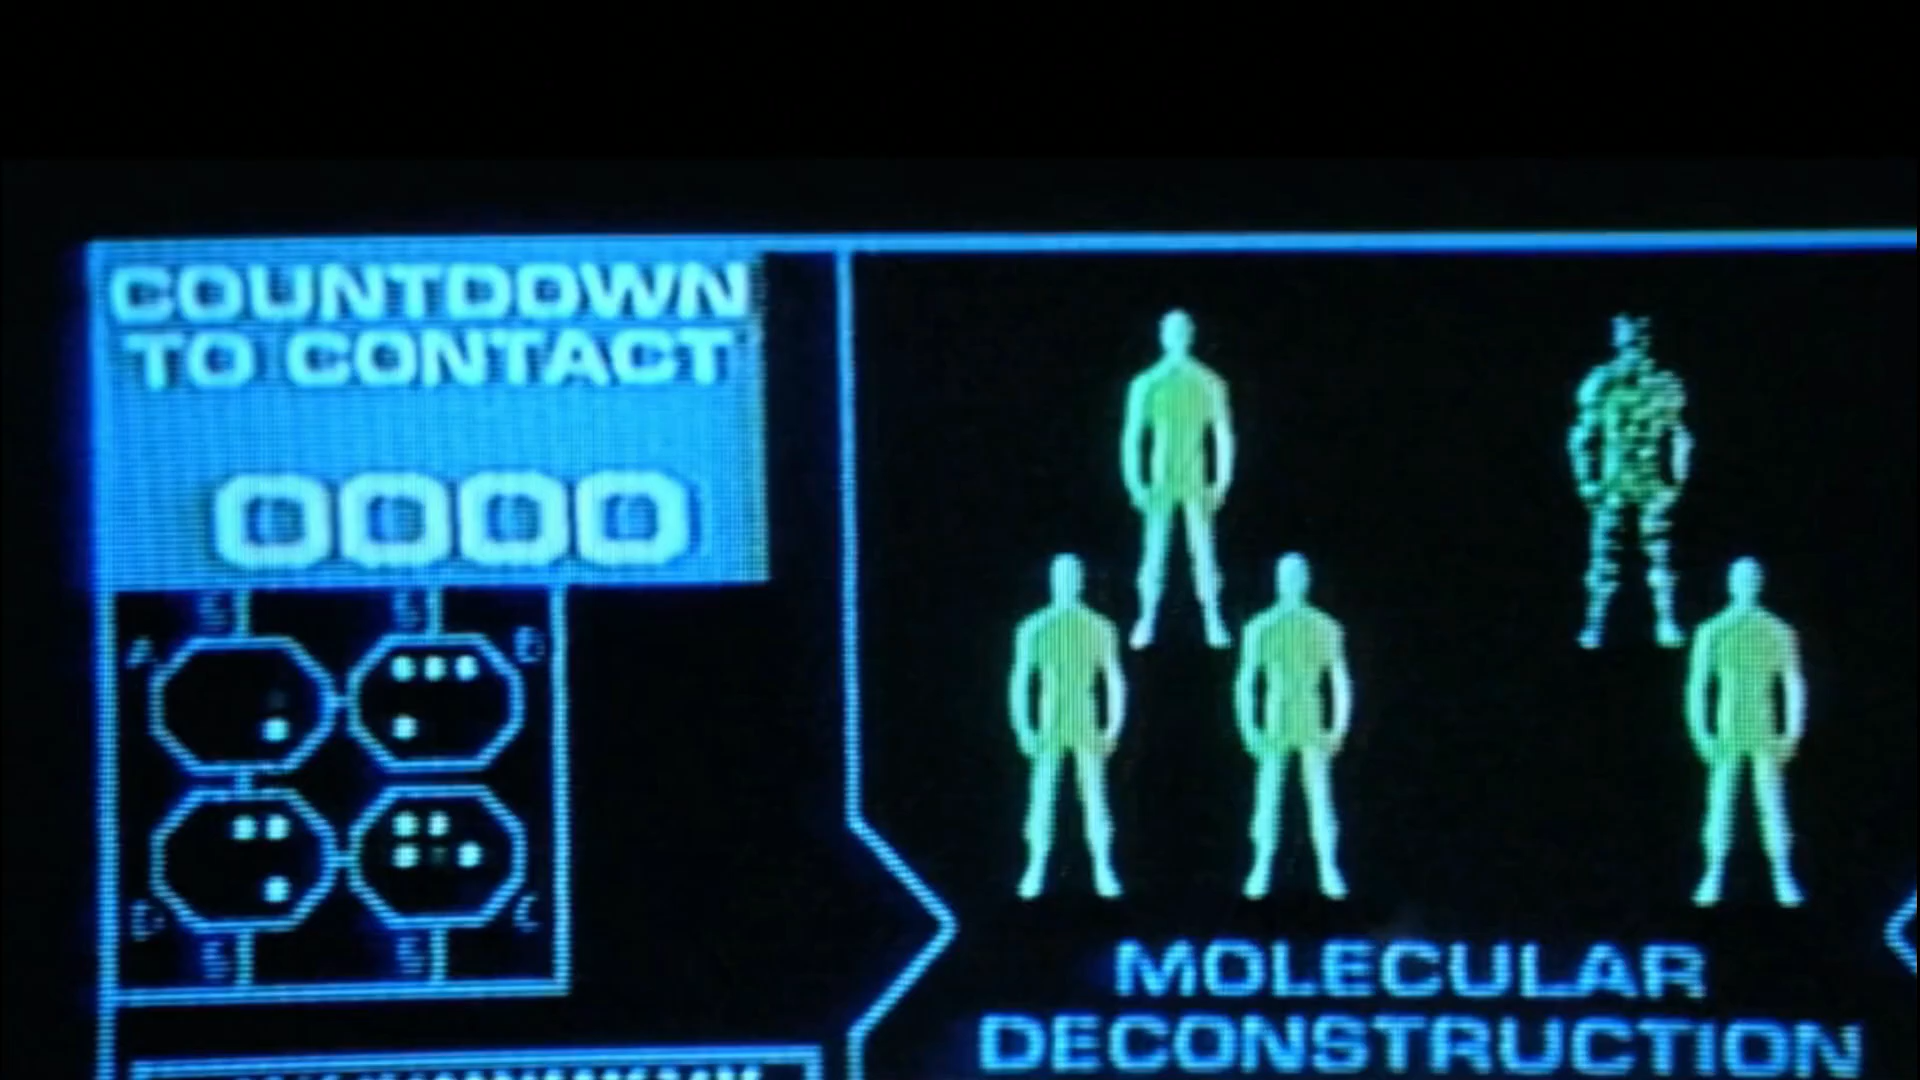 COUNTDOWN
TO CONTACT
0000
A
B
S
S
D
C
S
S
MOLECULAR
DECONSTRUCTION